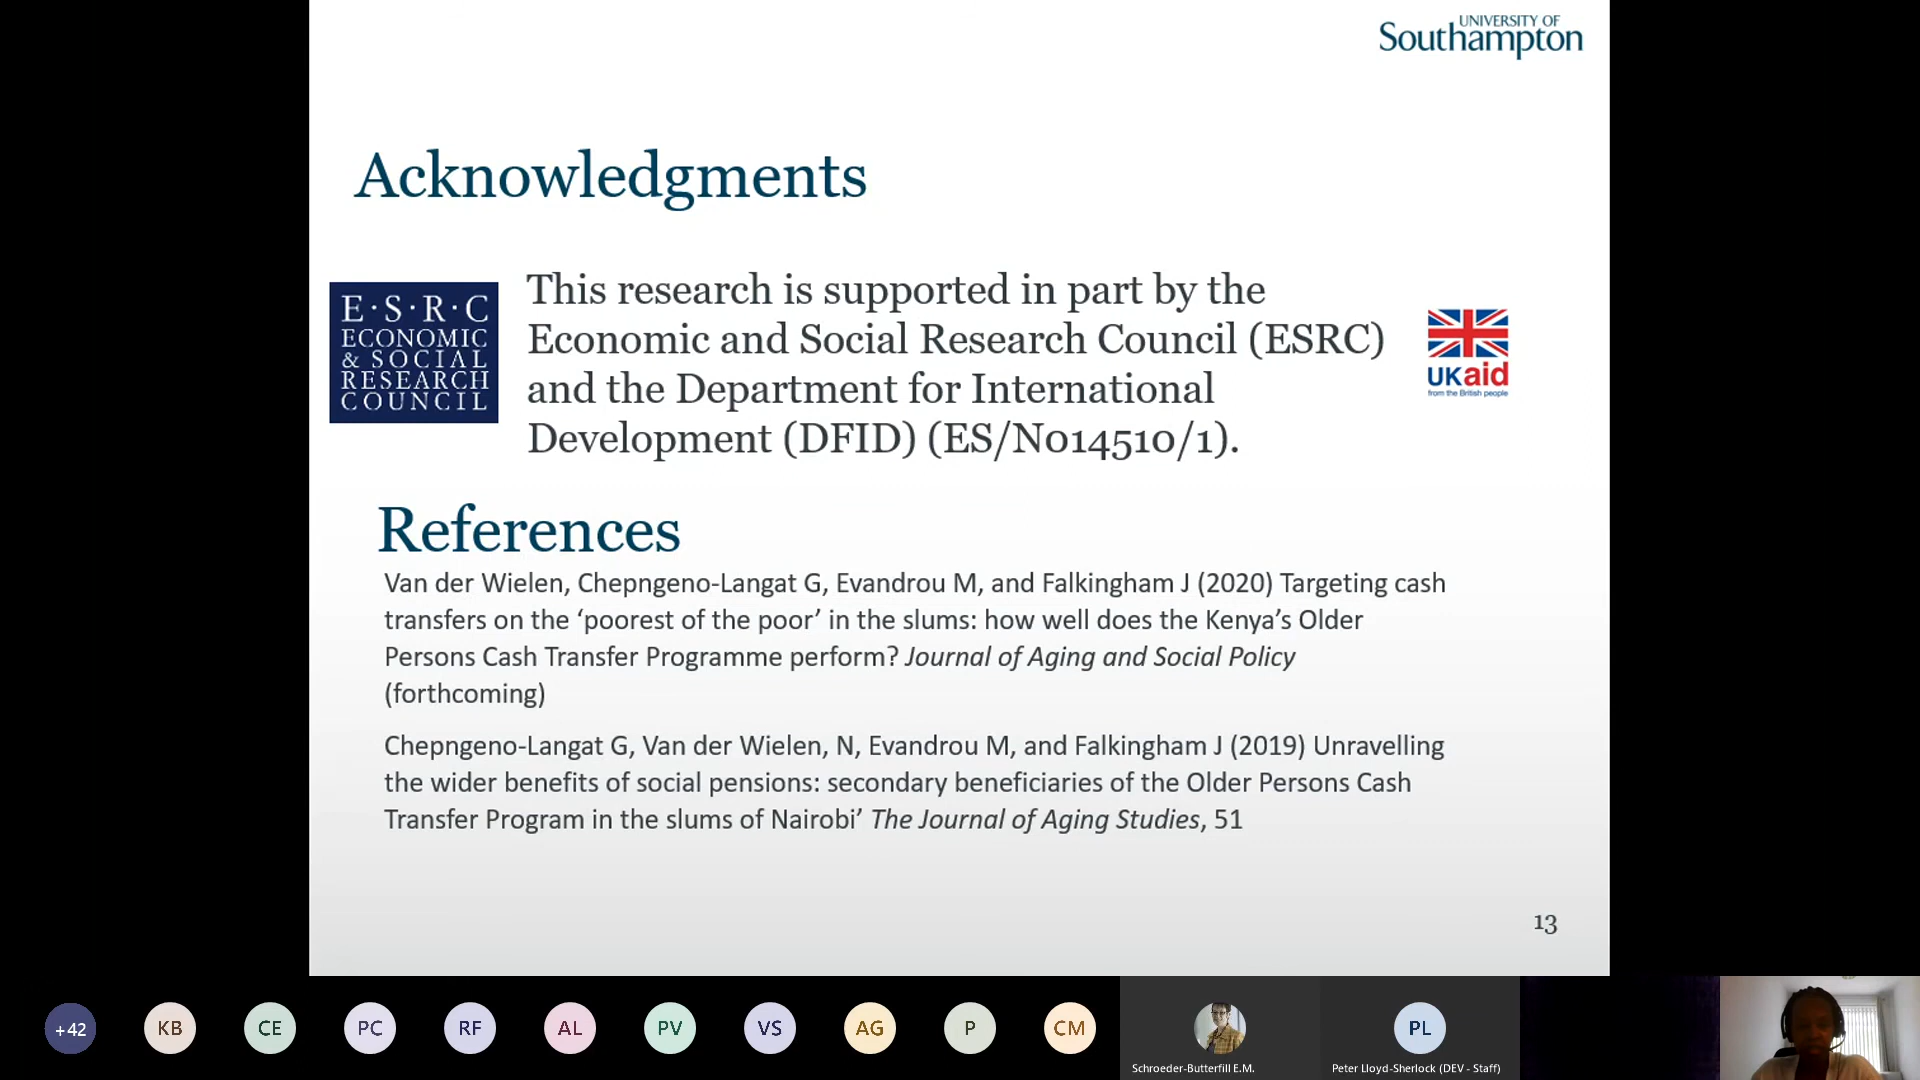 UNIVERSITY OF
Southampton
Acknowledgments
E·S·R·C
ECONOMIC
& SOCIAL
RESEARCH
COUNCIL
This research is supported in part by the
Economic and Social Research Council (ESRC)
and the Department for International
Development (DFID) (ES/N014510/1).
UKaid
from the British people
References
Van der Wielen, Chepngeno-Langat G, Evandrou M, and Falkingham J (2020) Targeting cash
transfers on the ‘poorest of the poor’ in the slums: how well does the Kenya’s Older
Persons Cash Transfer Programme perform? Journal of Aging and Social Policy
(forthcoming)
Chepngeno-Langat G, Van der Wielen, N, Evandrou M, and Falkingham J (2019) Unravelling
the wider benefits of social pensions: secondary beneficiaries of the Older Persons Cash
Transfer Program in the slums of Nairobi’ The Journal of Aging Studies, 51
13
+42
KB
CE
PC
RF
AL
PV
VS
AG
P
CM
PL
Schroeder-Butterfill E.M.
Peter Lloyd-Sherlock (DEV - Staff)